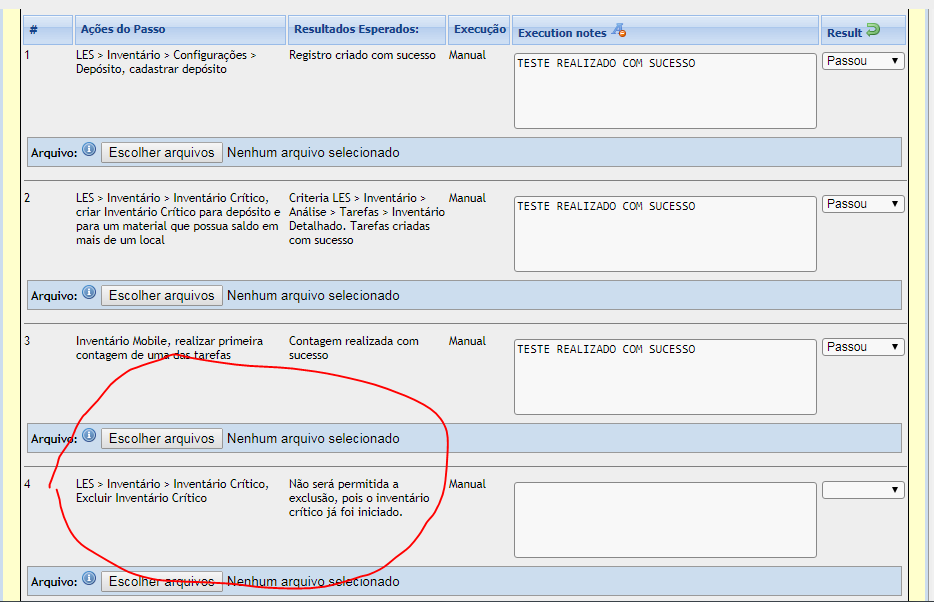 # Ações do Passo Resultados Esperados: Execução Execution notes Result
1 LES > Inventário > Configurações > Registro criado com sucesso Manual TESTE REALIZADO COM SUCESSO Passou
Depósito, cadastrar depósito
Arquivo: Escolher arquivos Nenhum arquivo selecionado
2 LES > Inventário > Inventário Crítico, Criteria LES > Inventário > Manual TESTE REALIZADO COM SUCESSO Passou
criar Inventário Crítico para depósito e Análise > Tarefas > Inventário
para um material que possua saldo em Detalhado. Tarefas criadas
mais de um local com sucesso
Arquivo: Escolher arquivos Nenhum arquivo selecionado
3 Inventário Mobile, realizar primeira Contagem realizada com Manual TESTE REALIZADO COM SUCESSO Passou
contagem de uma das tarefas sucesso
Arquivo: Escolher arquivos Nenhum arquivo selecionado
4 LES > Inventário > Inventário Crítico, Não será permitida a Manual
Excluir Inventário Crítico exclusão, pois o inventário
crítico já foi iniciado.
Arquivo: Escolher arquivos Nenhum arquivo selecionado